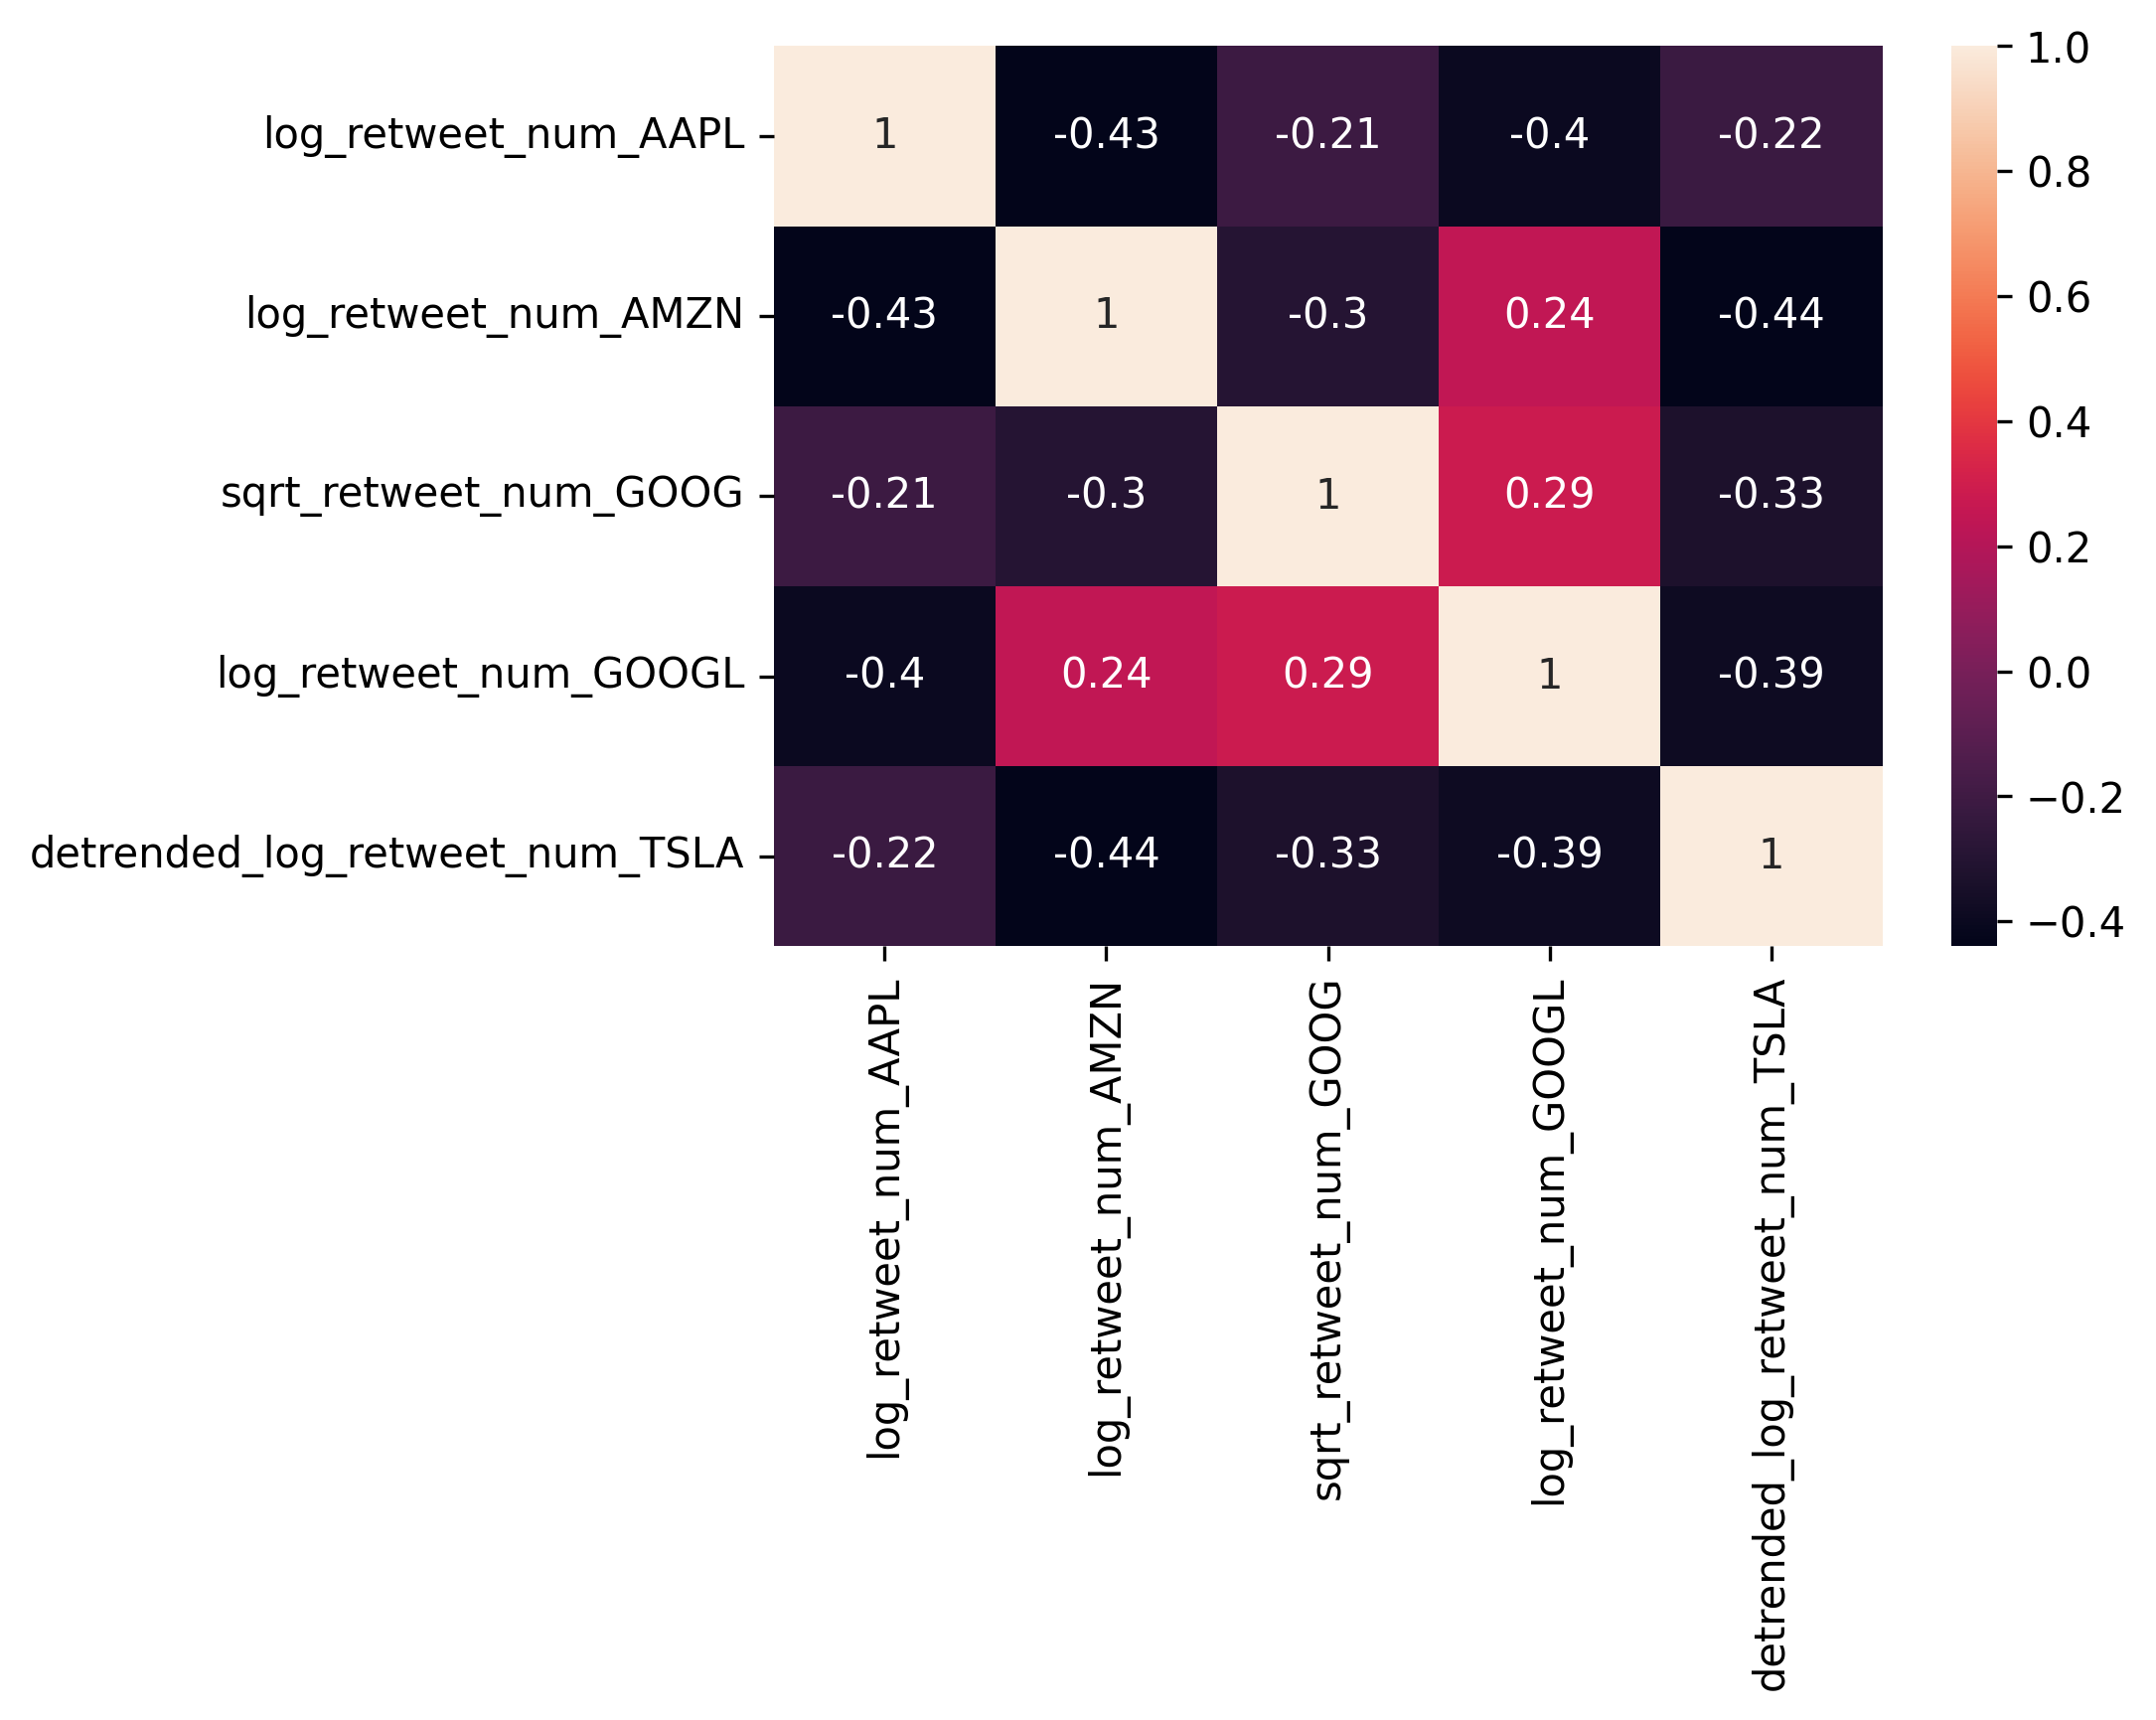 log_retweet_num_AAPL 1 -0.43 -0.21 -0.4 -0.22
log_retweet_num_AMZN -0.43 1 -0.3 0.24 -0.44
sqrt_retweet_num_GOOG -0.21 -0.3 1 0.29 -0.33
log_retweet_num_GOOGL -0.4 0.24 0.29 1 -0.39
detrended_log_retweet_num_TSLA -0.22 -0.44 -0.33 -0.39 1
log_retweet_num_AAPL
log_retweet_num_AMZN
sqrt_retweet_num_GOOG
log_retweet_num_GOOGL
detrended_log_retweet_num_TSLA
1.0
0.8
0.6
0.4
0.2
0.0
−0.2
−0.4